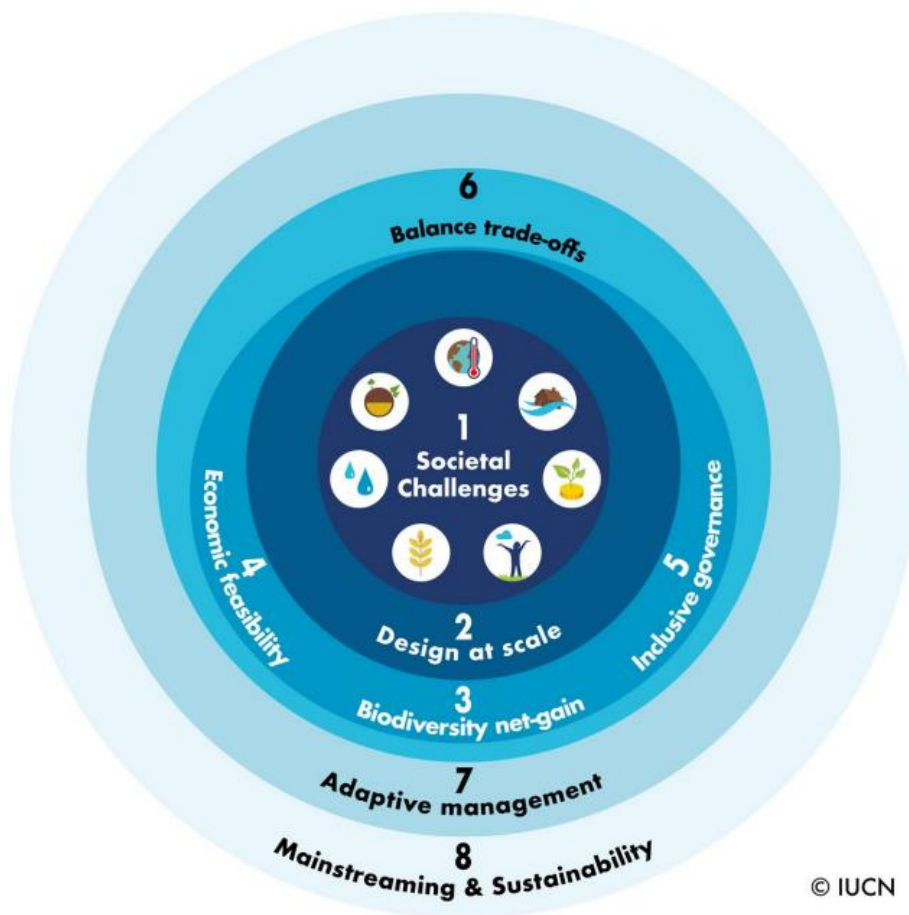 6
Balance trade-offs
1
Societal
Challenges
4
Economic feasibility
5
Inclusive governance
2
Design at scale
3
Biodiversity net-gain
7
Adaptive management
8
Mainstreaming & Sustainability
© IUCN